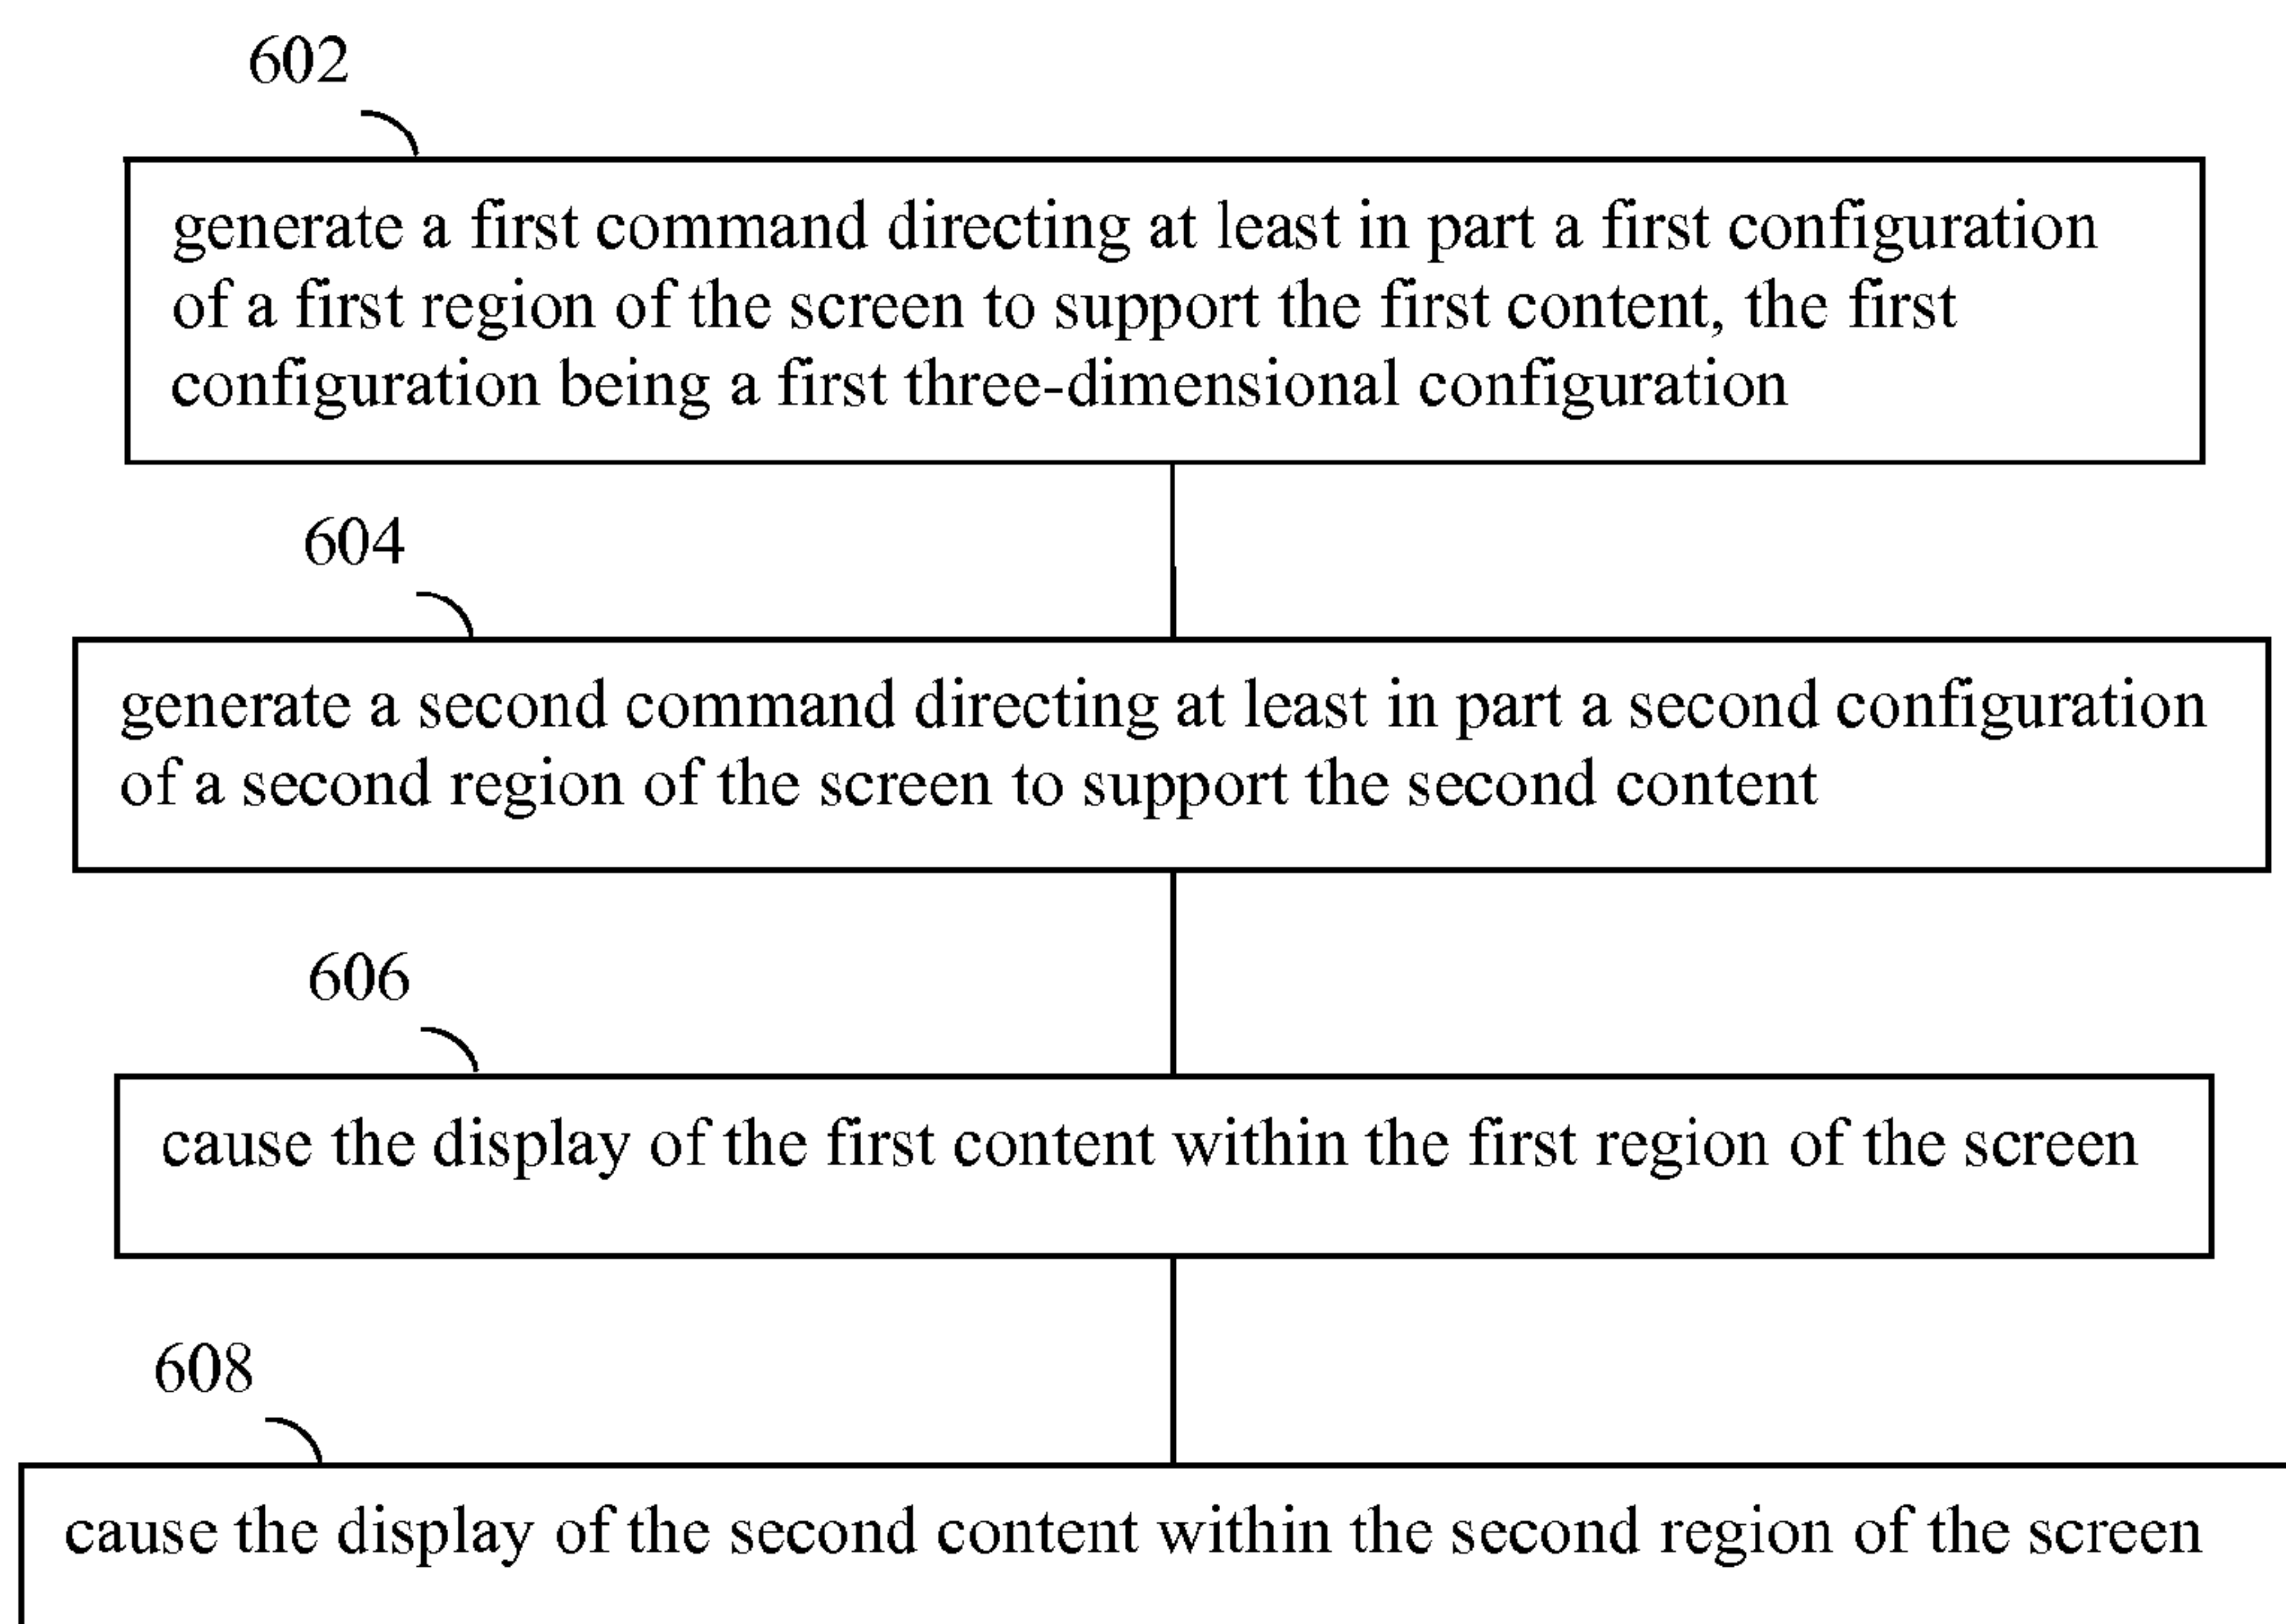 602
generate a first command directing at least in part a first configuration
of a first region of the screen to support the first content, the first
configuration being a first three-dimensional configuration
604
generate a second command directing at least in part a second configuration
of a second region of the screen to support the second content
606
cause the display of the first content within the first region of the screen
608
cause the display of the second content within the second region of the screen